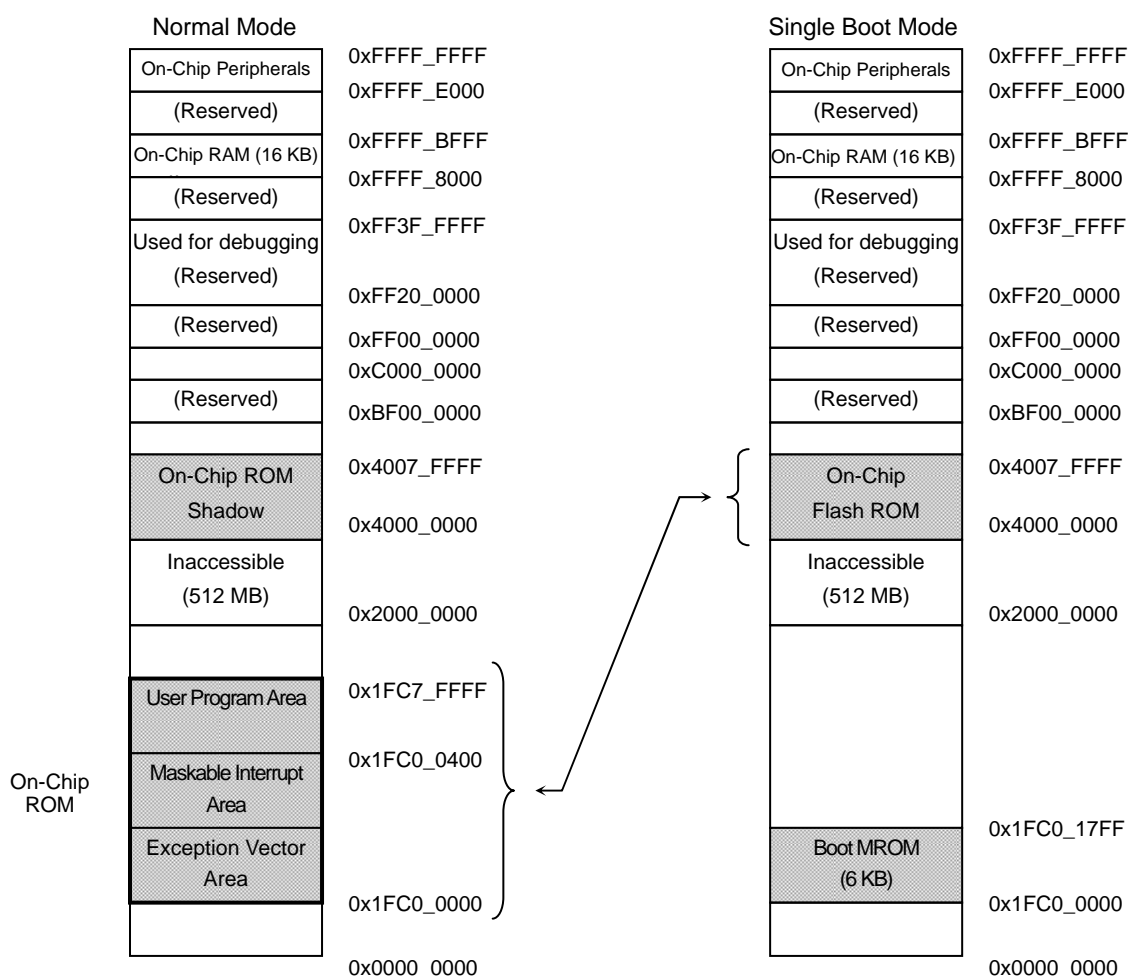 Normal Mode
0xFFFF_FFFF
On-Chip Peripherals
0xFFFF_E000
(Reserved)
0xFFFF_BFFF
On-Chip RAM (16 KB)
0xFFFF_8000
(Reserved)
0xFF3F_FFFF
Used for debugging
(Reserved)
0xFF20_0000
(Reserved)
0xFF00_0000
0xC000_0000
(Reserved)
0xBF00_0000
0x4007_FFFF
On-Chip ROM
Shadow
0x4000_0000
Inaccessible
(512 MB)
0x2000_0000
0x1FC7_FFFF
User Program Area
0x1FC0_0400
Maskable Interrupt
Area
On-Chip
ROM
Exception Vector
Area
0x1FC0_0000
0x0000_0000
Single Boot Mode
0xFFFF_FFFF
On-Chip Peripherals
0xFFFF_E000
(Reserved)
0xFFFF_BFFF
On-Chip RAM (16 KB)
0xFFFF_8000
(Reserved)
0xFF3F_FFFF
Used for debugging
(Reserved)
0xFF20_0000
(Reserved)
0xFF00_0000
0xC000_0000
(Reserved)
0xBF00_0000
0x4007_FFFF
On-Chip
Flash ROM
0x4000_0000
Inaccessible
(512 MB)
0x2000_0000
0x1FC0_17FF
Boot MROM
(6 KB)
0x1FC0_0000
0x0000_0000